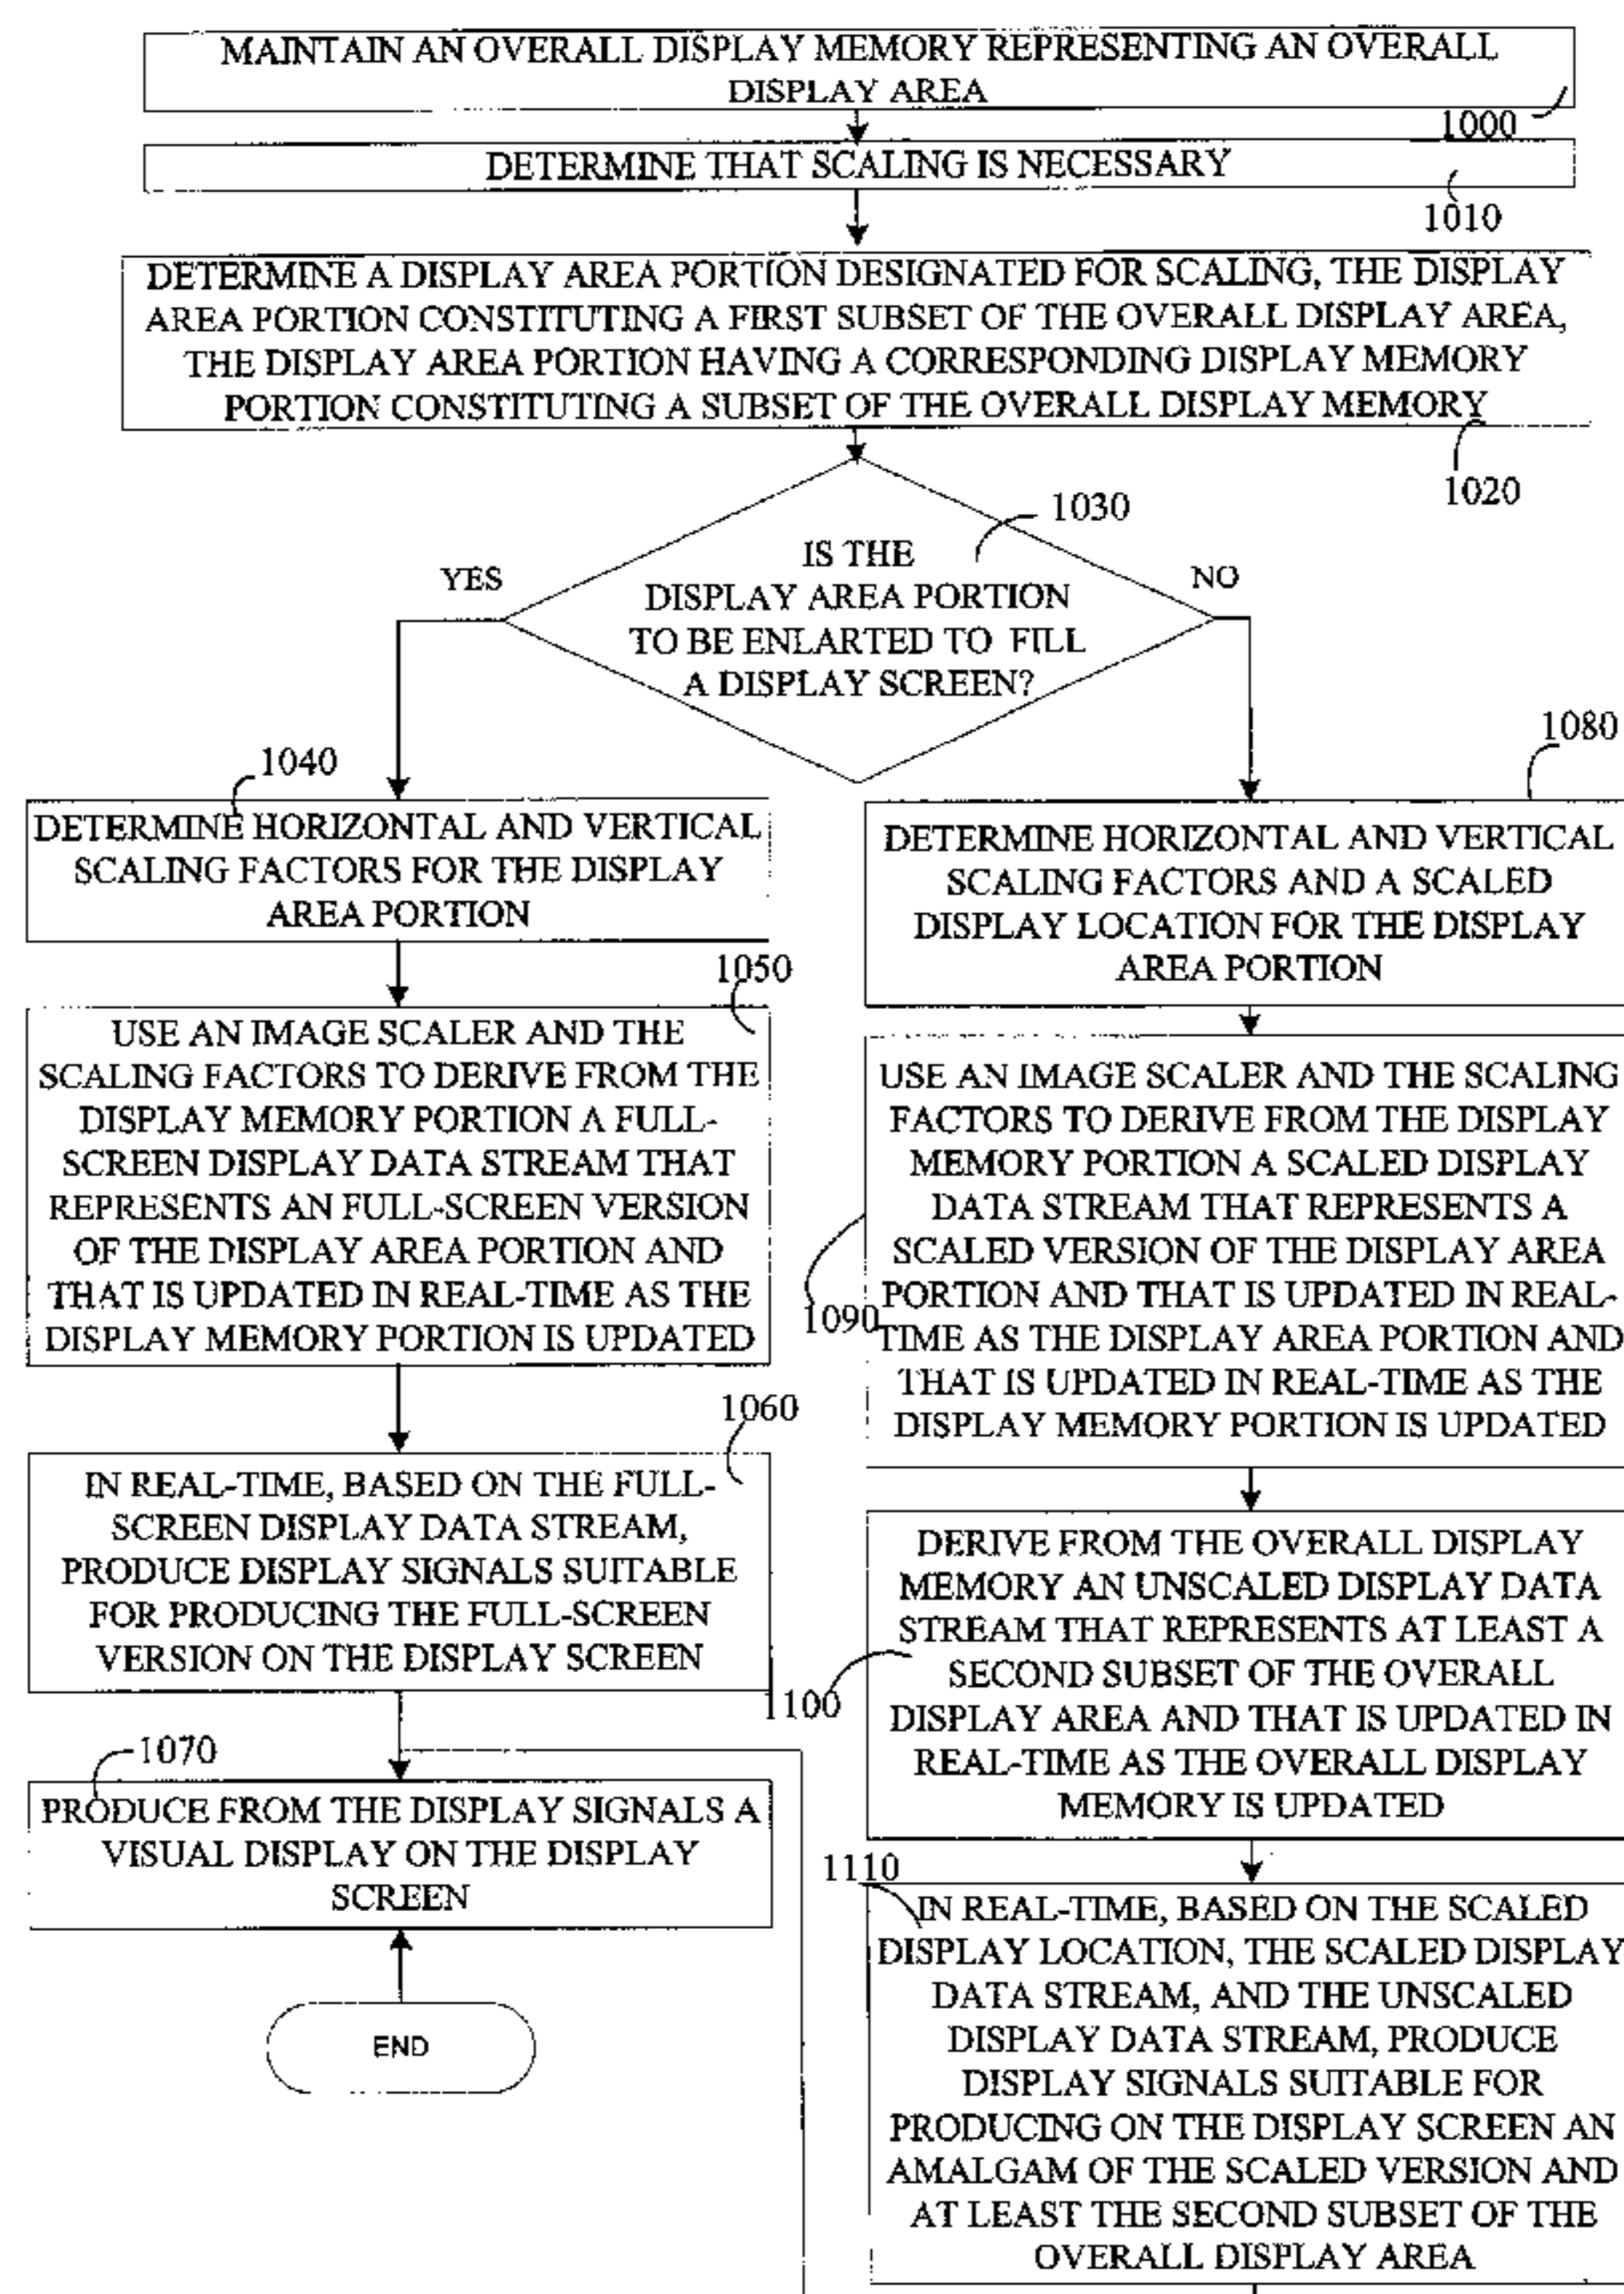 MAINTAIN AN OVERALL DISPLAY MEMORY REPRESENTING AN OVERALL
DISPLAY AREA
1000
DETERMINE THAT SCALING IS NECESSARY
1010
DETERMINE A DISPLAY AREA PORTION DESIGNATED FOR SCALING, THE DISPLAY
AREA PORTION CONSTITUTING A FIRST SUBSET OF THE OVERALL DISPLAY AREA,
THE DISPLAY AREA PORTION HAVING A CORRESPONDING DISPLAY MEMORY
PORTION CONSTITUTING A SUBSET OF THE OVERALL DISPLAY MEMORY
1020
1030
IS THE
DISPLAY AREA PORTION
TO BE ENLARTED TO FILL
A DISPLAY SCREEN?
YES
NO
1040
DETERMINE HORIZONTAL AND VERTICAL
SCALING FACTORS FOR THE DISPLAY
AREA PORTION
1050
USE AN IMAGE SCALER AND THE
SCALING FACTORS TO DERIVE FROM THE
DISPLAY MEMORY PORTION A FULL-
SCREEN DISPLAY DATA STREAM THAT
REPRESENTS AN FULL-SCREEN VERSION
OF THE DISPLAY AREA PORTION AND
THAT IS UPDATED IN REAL-TIME AS THE
DISPLAY MEMORY PORTION IS UPDATED
1060
IN REAL-TIME, BASED ON THE FULL-
SCREEN DISPLAY DATA STREAM,
PRODUCE DISPLAY SIGNALS SUITABLE
FOR PRODUCING THE FULL-SCREEN
VERSION ON THE DISPLAY SCREEN
1070
PRODUCE FROM THE DISPLAY SIGNALS A
VISUAL DISPLAY ON THE DISPLAY
SCREEN
END
1080
DETERMINE HORIZONTAL AND VERTICAL
SCALING FACTORS AND A SCALED
DISPLAY LOCATION FOR THE DISPLAY
AREA PORTION
1090
USE AN IMAGE SCALER AND THE SCALING
FACTORS TO DERIVE FROM THE DISPLAY
MEMORY PORTION A SCALED DISPLAY
DATA STREAM THAT REPRESENTS A
SCALED VERSION OF THE DISPLAY AREA
PORTION AND THAT IS UPDATED IN REAL-
TIME AS THE DISPLAY AREA PORTION AND
THAT IS UPDATED IN REAL-TIME AS THE
DISPLAY MEMORY PORTION IS UPDATED
1100
DERIVE FROM THE OVERALL DISPLAY
MEMORY AN UNSCALED DISPLAY DATA
STREAM THAT REPRESENTS AT LEAST A
SECOND SUBSET OF THE OVERALL
DISPLAY AREA AND THAT IS UPDATED IN
REAL-TIME AS THE OVERALL DISPLAY
MEMORY IS UPDATED
1110
IN REAL-TIME, BASED ON THE SCALED
DISPLAY LOCATION, THE SCALED DISPLAY
DATA STREAM, AND THE UNSCALED
DISPLAY DATA STREAM, PRODUCE
DISPLAY SIGNALS SUITABLE FOR
PRODUCING ON THE DISPLAY SCREEN AN
AMALGAM OF THE SCALED VERSION AND
AT LEAST THE SECOND SUBSET OF THE
OVERALL DISPLAY AREA